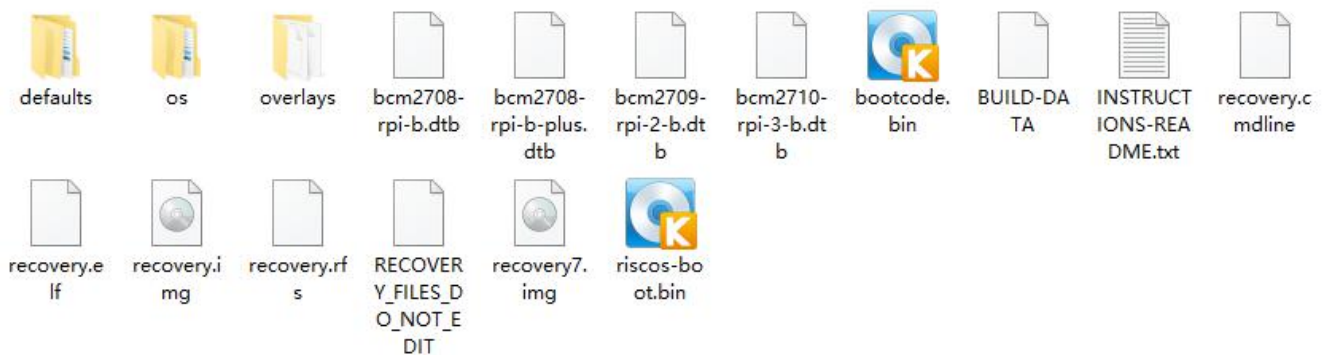 defaults
os
overlays
bcm2708-
rpi-b.dtb
bcm2708-
rpi-b-plus.
dtb
bcm2709-
rpi-2-b.dt
b
bcm2710-
rpi-3-b.dt
b
K
bootcode.
bin
BUILD-DA
TA
INSTRUCT
IONS-REA
DME.txt
recovery.c
mdline
recovery.e
lf
recovery.i
mg
recovery.rf
s
RECOVER
Y_FILES_D
O_NOT_E
DIT
recovery7.
img
K
riscos-bo
ot.bin